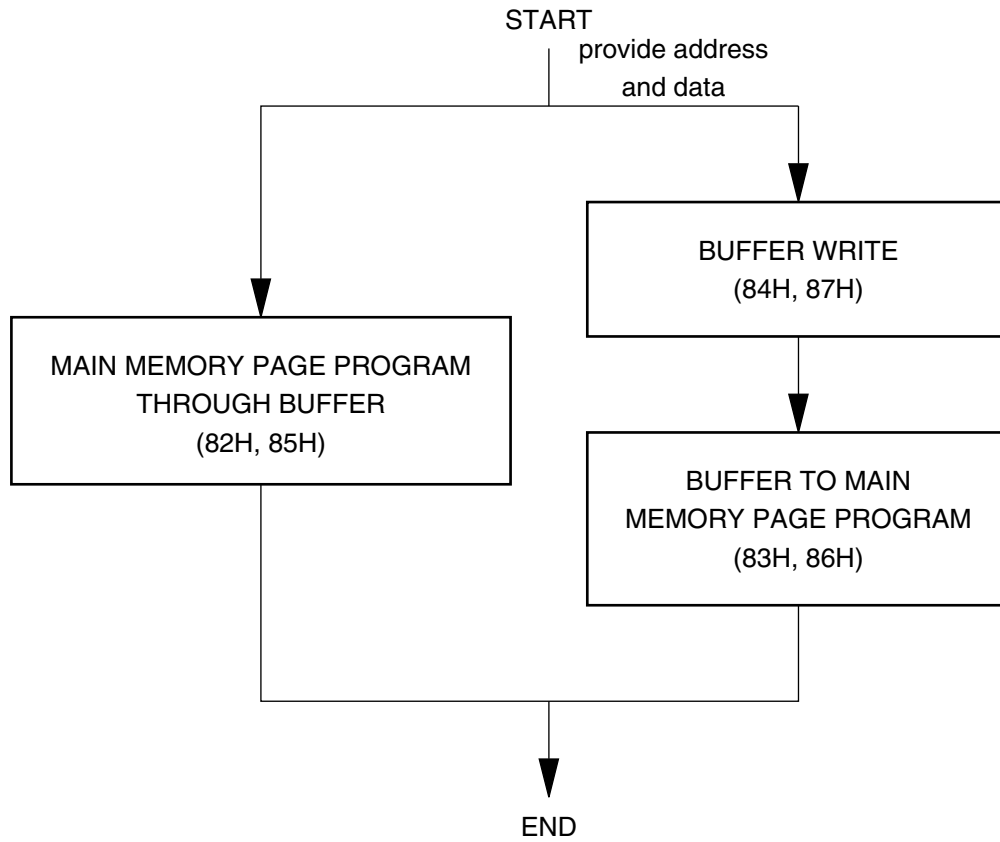 START
provide address
and data
BUFFER WRITE
(84H, 87H)
MAIN MEMORY PAGE PROGRAM
THROUGH BUFFER
(82H, 85H)
BUFFER TO MAIN
MEMORY PAGE PROGRAM
(83H, 86H)
END